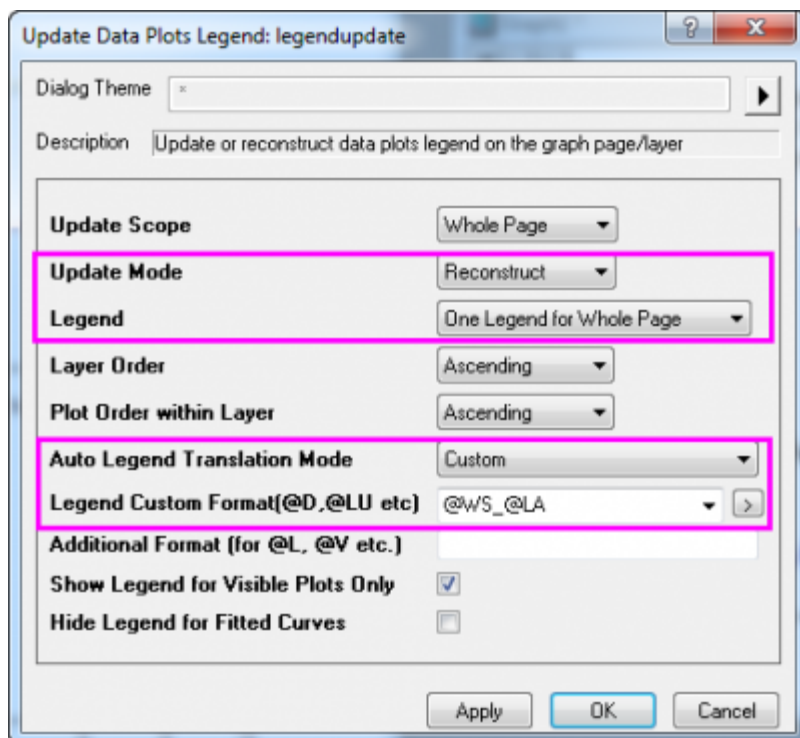 Update Data Plots Legend: legendupdate
Dialog Theme *
Description Update or reconstruct data plots legend on the graph page/layer
Update Scope Whole Page
Update Mode Reconstruct
Legend One Legend for Whole Page
Layer Order Ascending
Plot Order within Layer Ascending
Auto Legend Translation Mode Custom
Legend Custom Format(@D,@LU etc) @WS_@LA >
Additional Format (for @L, @V etc.)
Show Legend for Visible Plots Only
Hide Legend for Fitted Curves
Apply OK Cancel